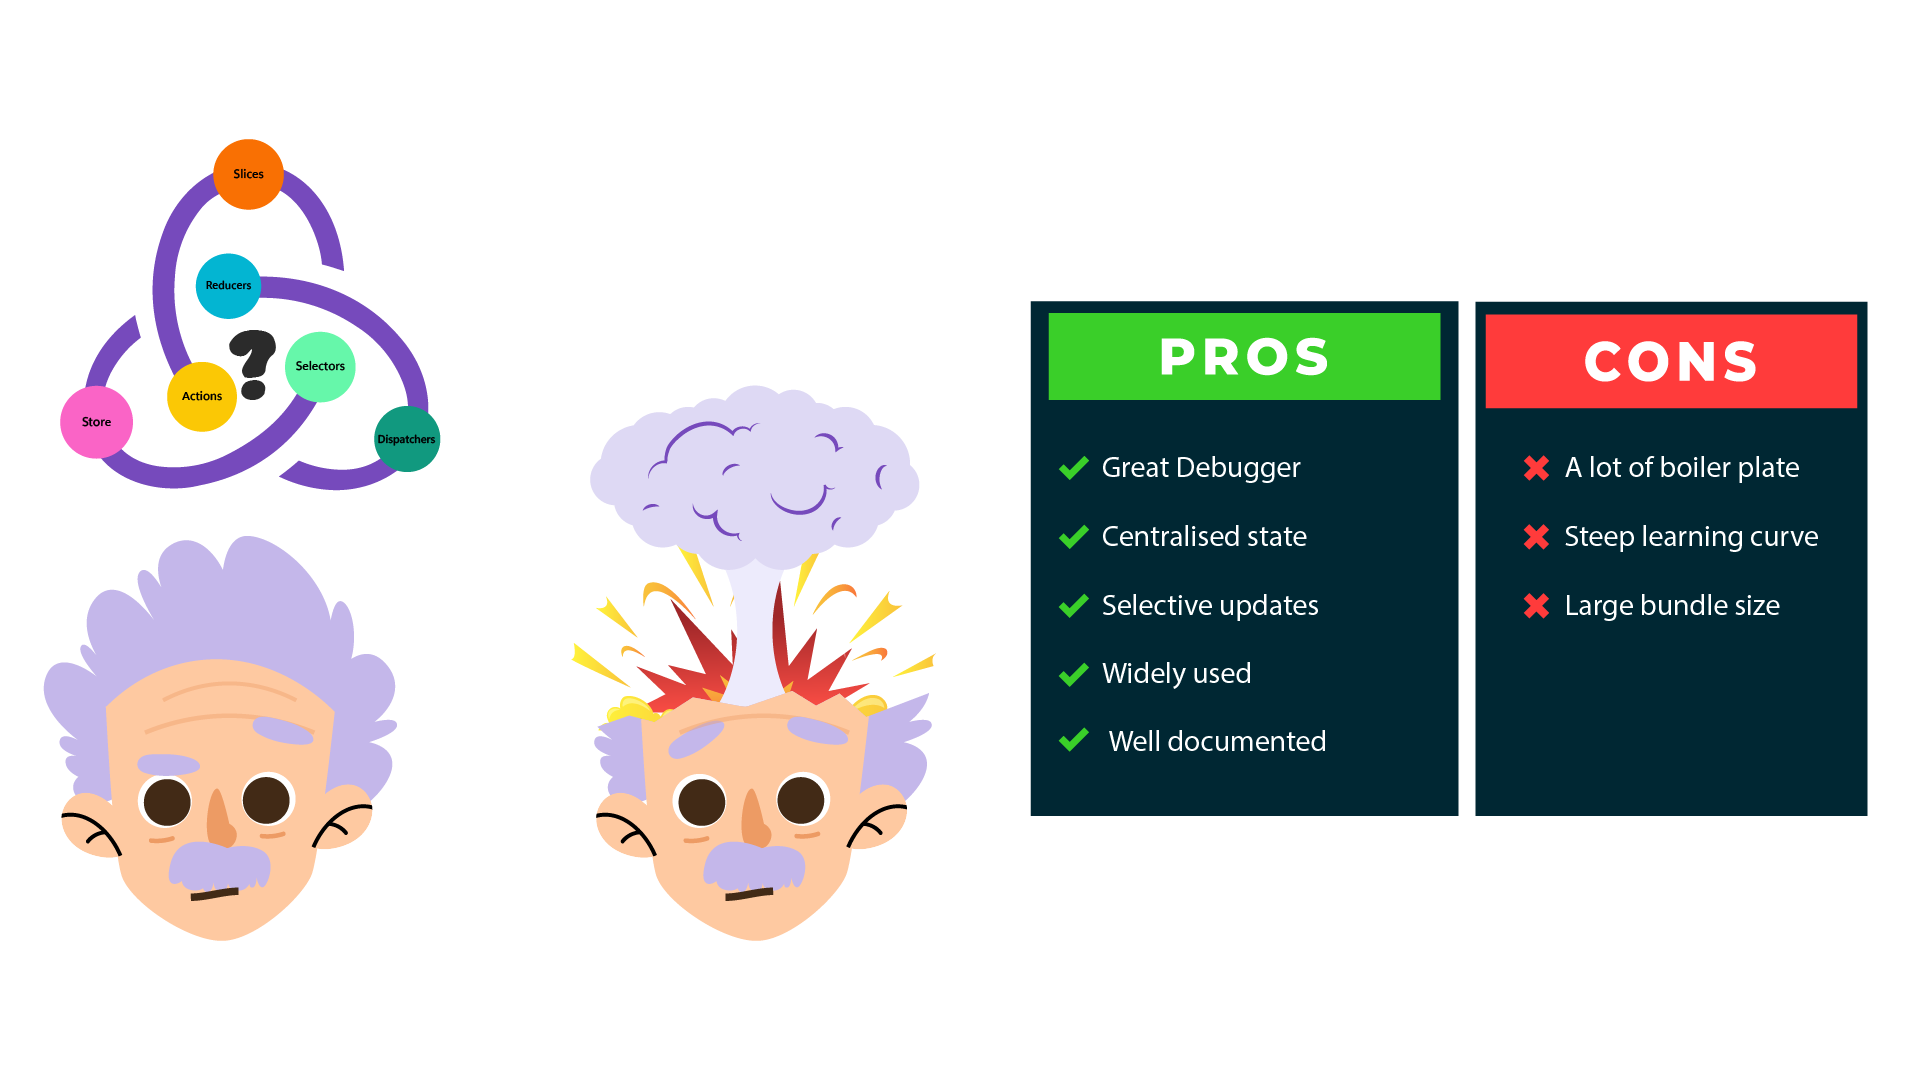 Slices
Reducers
?
Selectors
Actions
Store
Dispatchers
PROS
Great Debugger
Centralised state
Selective updates
Widely used
Well documented
CONS
A lot of boiler plate
Steep learning curve
Large bundle size